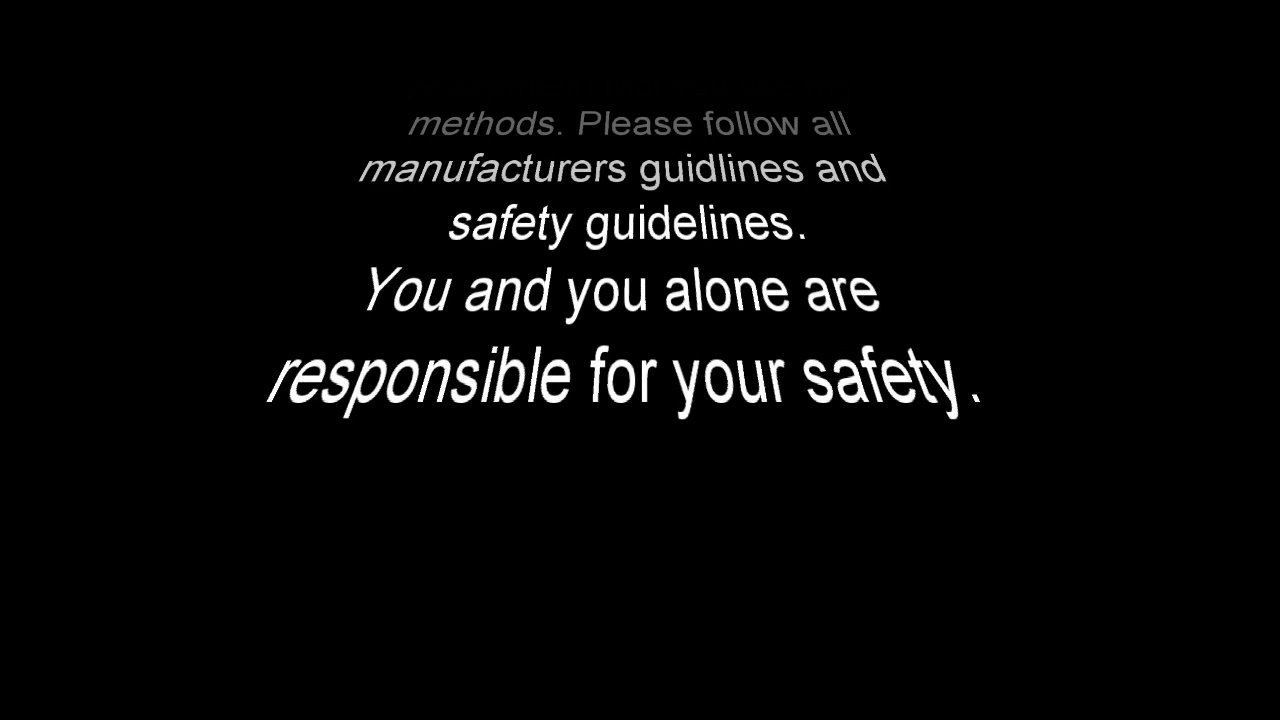 methods. Please follow all
manufacturers guidlines and
safety guidelines.
You and you alone are
responsible for your safety.